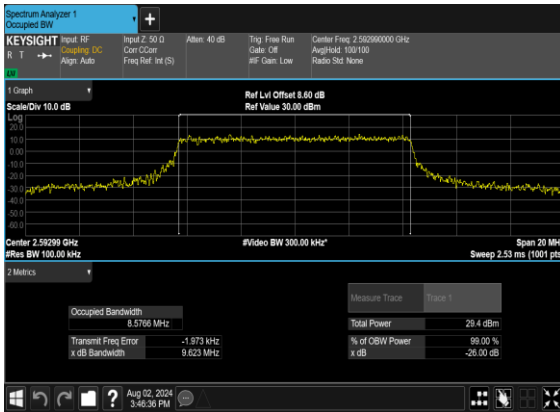 Spectrum Analyzer 1
Occupied BW
+
KEYSIGHT
R T
LXI
Input: RF
Coupling: DC
Align: Auto
Input Z: 50 Ω
Corr CCorr
Freq Ref: Int (S)
Atten: 40 dB
Trig: Free Run
Gate: Off
#IF Gain: Low
Center Freq: 2.592990000 GHz
Avg|Hold: 100/100
Radio Std: None
1 Graph
Scale/Div 10.0 dB
Ref Lvl Offset 8.60 dB
Ref Value 30.00 dBm
Log
20.0
10.0
0.00
-10.0
-20.0
-30.0
-40.0
-50.0
-60.0
Center 2.59299 GHz
#Res BW 100.00 kHz
#Video BW 300.00 kHz*
Span 20 MH
Sweep 2.53 ms (1001 pts
2 Metrics
Measure Trace
Trace 1
Occupied Bandwidth
8.5766 MHz
Total Power
29.4 dBm
Transmit Freq Error
-1.973 kHz
% of OBW Power
99.00 %
x dB Bandwidth
9.623 MHz
x dB
-26.00 dB
?
Aug 02, 2024
3:46:36 PM